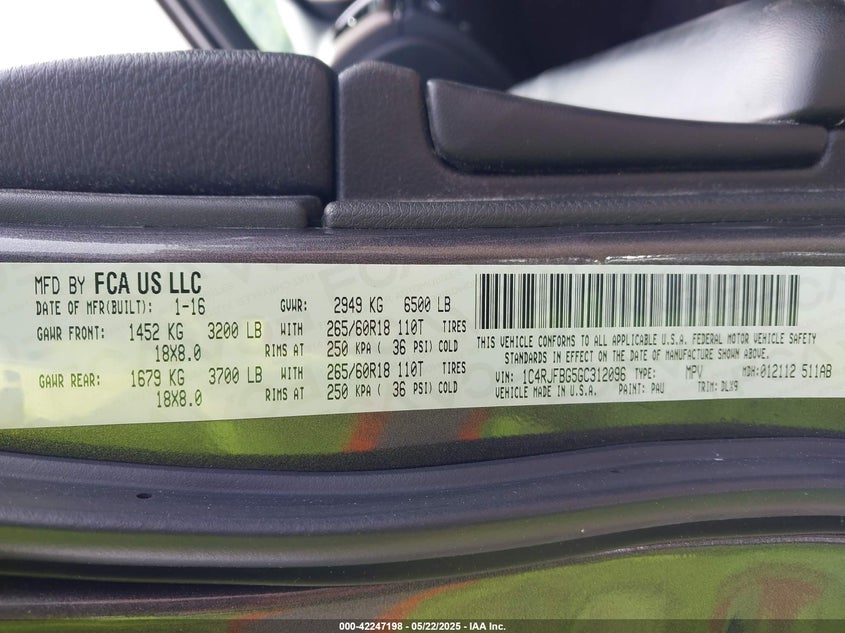 MFD BY FCA US LLC
DATE OF MFR(BUILT): 1-16 GVWR: 2949 KG 6500 LB
GAWR FRONT: 1452 KG 3200 LB WITH 265/60R18 110T TIRES
18X8.0 RIMS AT 250 KPA ( 36 PSI) COLD
GAWR REAR: 1679 KG 3700 LB WITH 265/60R18 110T TIRES
18X8.0 RIMS AT 250 KPA ( 36 PSI) COLD
THIS VEHICLE CONFORMS TO ALL APPLICABLE U.S.A. FEDERAL MOTOR VEHICLE SAFETY
STANDARDS IN EFFECT ON THE DATE OF MANUFACTURE SHOWN ABOVE.
VIN: 1C4RJFBG5GC312096 TYPE: MPV MDH: 012112 511AB
VEHICLE MADE IN U.S.A. PAINT: PAU TRIM: DLX9
000-42247198 - 05/22/2025 - IAA Inc.